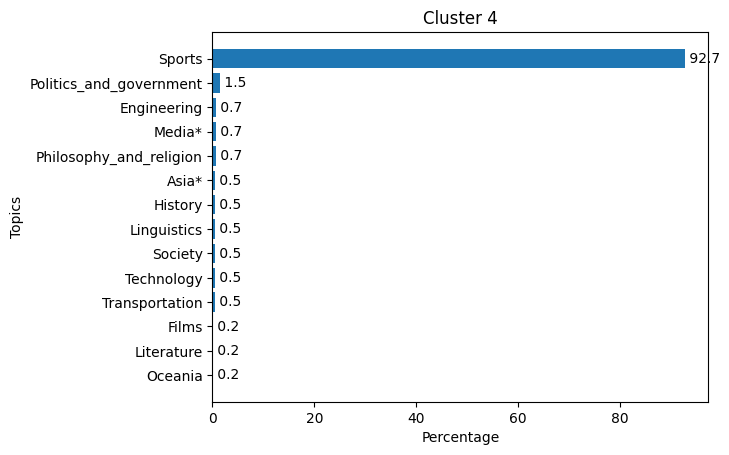 Cluster 4
Topics
Sports 92.7
Politics_and_government 1.5
Engineering 0.7
Media* 0.7
Philosophy_and_religion 0.7
Asia* 0.5
History 0.5
Linguistics 0.5
Society 0.5
Technology 0.5
Transportation 0.5
Films 0.2
Literature 0.2
Oceania 0.2
0 20 40 60 80
Percentage